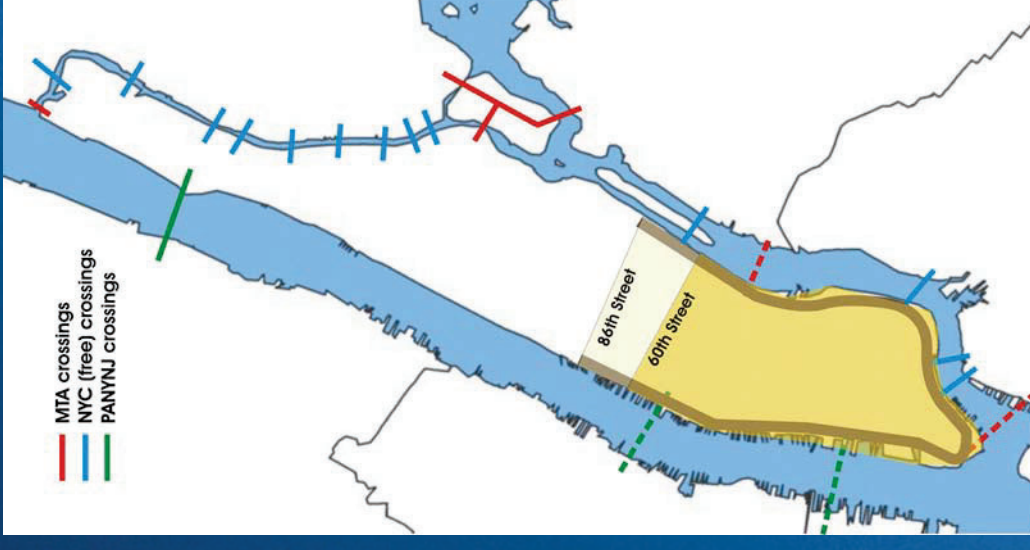 86th Street
60th Street
MTA crossings
NYC (free) crossings
PANYNJ crossings